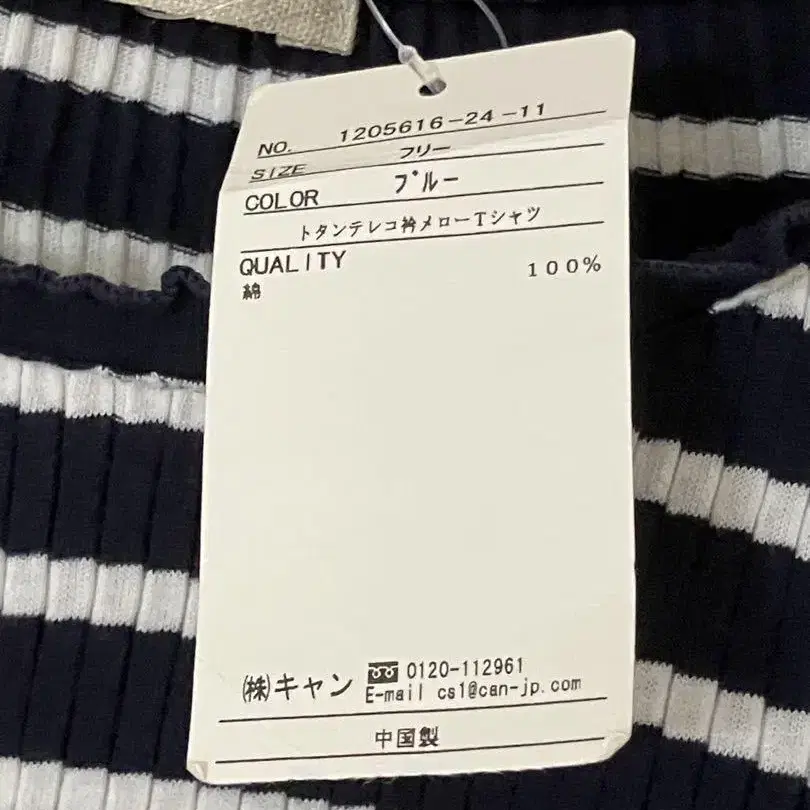 NO. 1205616-24-11
SIZE フリー
COLOR ブルー
トタンテレコ衿メローTシャツ
QUALITY
綿 100%
㈱キャン 0120-112961
E-mail cs1@can-jp.com
中国製